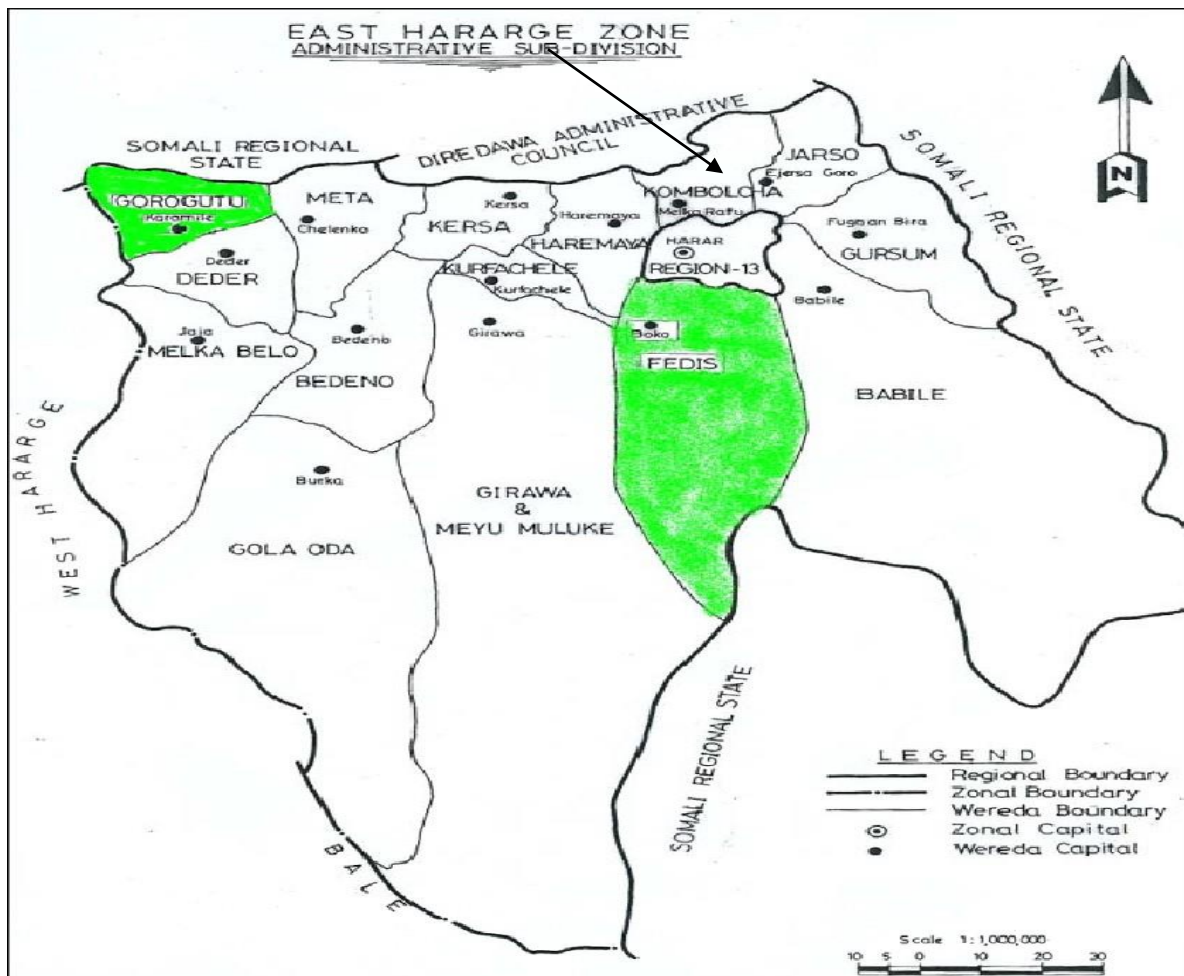 EAST HARARGE ZONE
ADMINISTRATIVE SUB-DIVISION
SOMALI REGIONAL
STATE
DIREDAWA ADMINISTRATIVE
COUNCIL
SOMALI REGIONAL STATE
N
JARSO
Ejersa Goro
GOROGUTU
Karamile
META
Chelenko
Kersa
KERSA
Haremaya
HAREMAYA
KOMBOLCHA
Melka Raffu
HARAR
REGION-13
Fugnan Bira
GURSUM
Deder
DEDER
KURFACHELE
Kurfachele
Babile
BABILE
Jaja
MELKA BELO
Bedeno
BEDENO
Girawa
Boko
FEDIS
WEST HARARGE
Burka
GOLA ODA
GIRAWA
&
MEYU MULUKE
SOMALI REGIONAL STATE
BALE
LEGEND
Regional Boundary
Zonal Boundary
Wereda Boundary
Zonal Capital
Wereda Capital
Scale 1:1,000,000
10 5 0 10 20 30